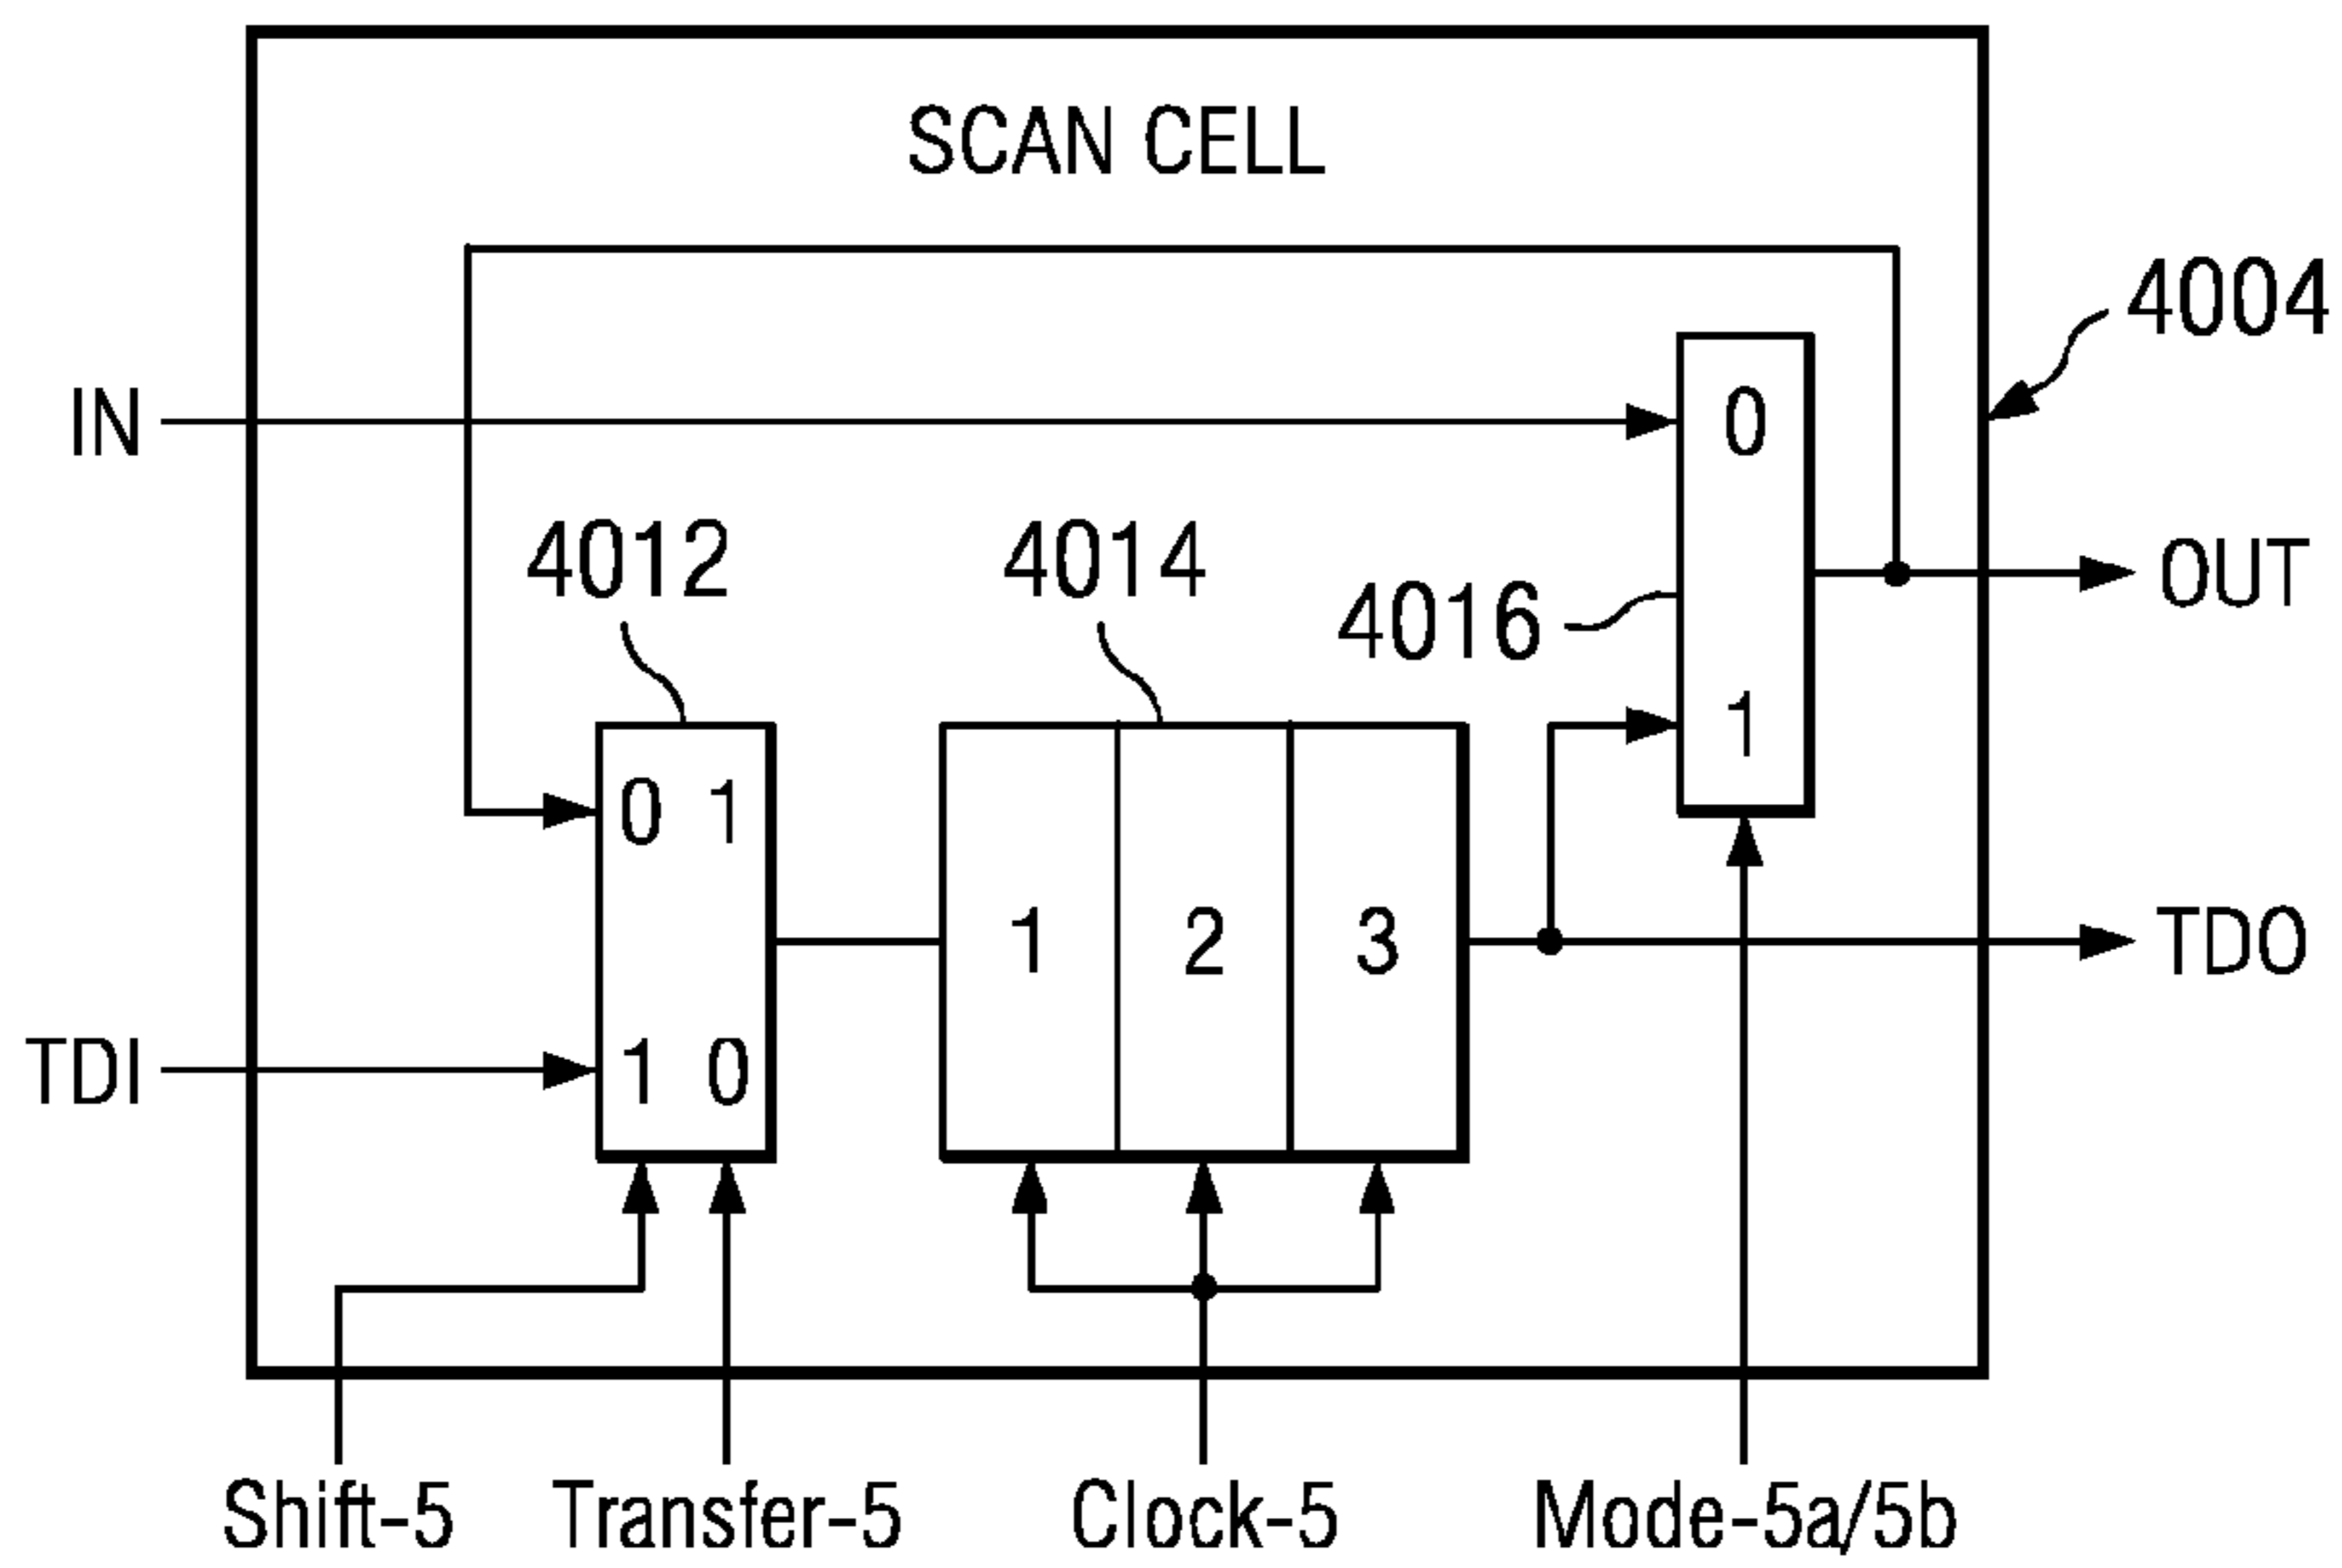 SCAN CELL
4004
IN
0
4012
4014
4016
OUT
1
0 1
1
2
3
TDO
TDI
1 0
Shift-5
Transfer-5
Clock-5
Mode-5a/5b